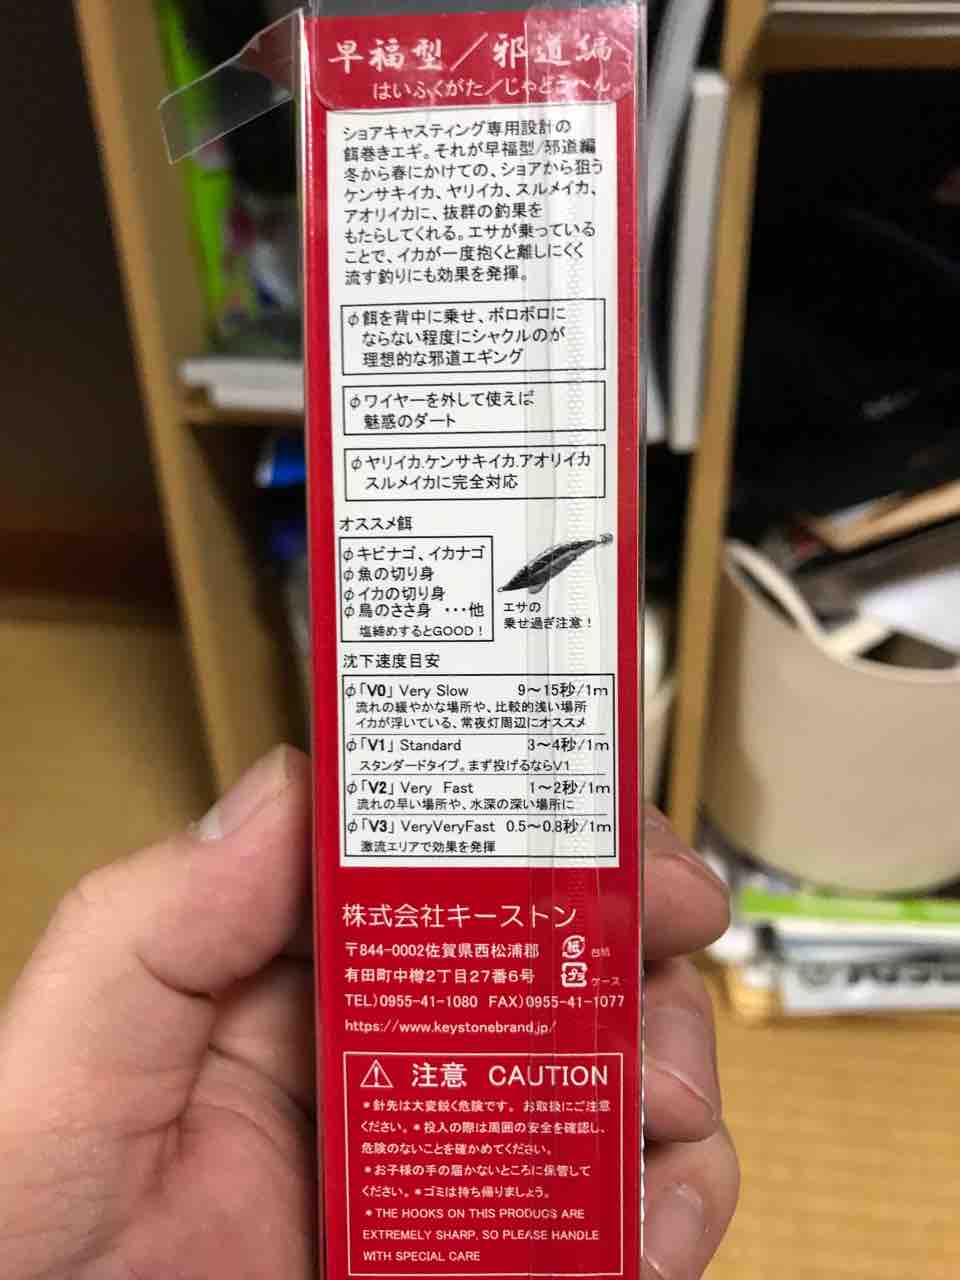 早福型／邪道編
はいふくがた／じゃどうへん
ショアキャスティング専用設計の
餌巻きエギ。それが早福型/邪道編
冬から春にかけての、ショアから狙う
ケンサキイカ、ヤリイカ、スルメイカ、
アオリイカに、抜群の釣果を
もたらしてくれる。エサが乗っている
ことで、イカが一度抱くと離しにくく
流す釣りにも効果を発揮。
φ餌を背中に乗せ、ボロボロに
ならない程度にシャクルのが
理想的な邪道エギング
φワイヤーを外して使えば
魅惑のダート
φヤリイカ.ケンサキイカ.アオリイカ
スルメイカに完全対応
オススメ餌
φキビナゴ、イカナゴ
φ魚の切り身
φイカの切り身
φ鳥のささ身 ・・・他
塩締めするとGOOD！
エサの
乗せ過ぎ注意！
沈下速度目安
φ「V0」Very Slow 9〜15秒/1m
流れの緩やかな場所や、比較的浅い場所
イカが浮いている、常夜灯周辺にオススメ
φ「V1」Standard 3〜4秒/1m
スタンダードタイプ。まず投げるならV1
φ「V2」Very Fast 1〜2秒/1m
流れの早い場所や、水深の深い場所に
φ「V3」VeryVeryFast 0.5〜0.8秒/1m
激流エリアで効果を発揮
株式会社キーストン
〒844-0002佐賀県西松浦郡
有田町中樽2丁目27番6号
紙 台紙
プラ ケース
TEL)0955-41-1080 FAX)0955-41-1077
https://www.keystonebrand.jp/
注意 CAUTION
＊針先は大変鋭く危険です。お取扱にご注意
ください。＊投入の際は周囲の安全を確認し、
危険のないことを確かめてください。
＊お子様の手の届かないところに保管して
ください。＊ゴミは持ち帰りましょう。
＊THE HOOKS ON THIS PRODUCS ARE
EXTREMELY SHARP, SO PLEASE HANDLE
WITH SPECIAL CARE